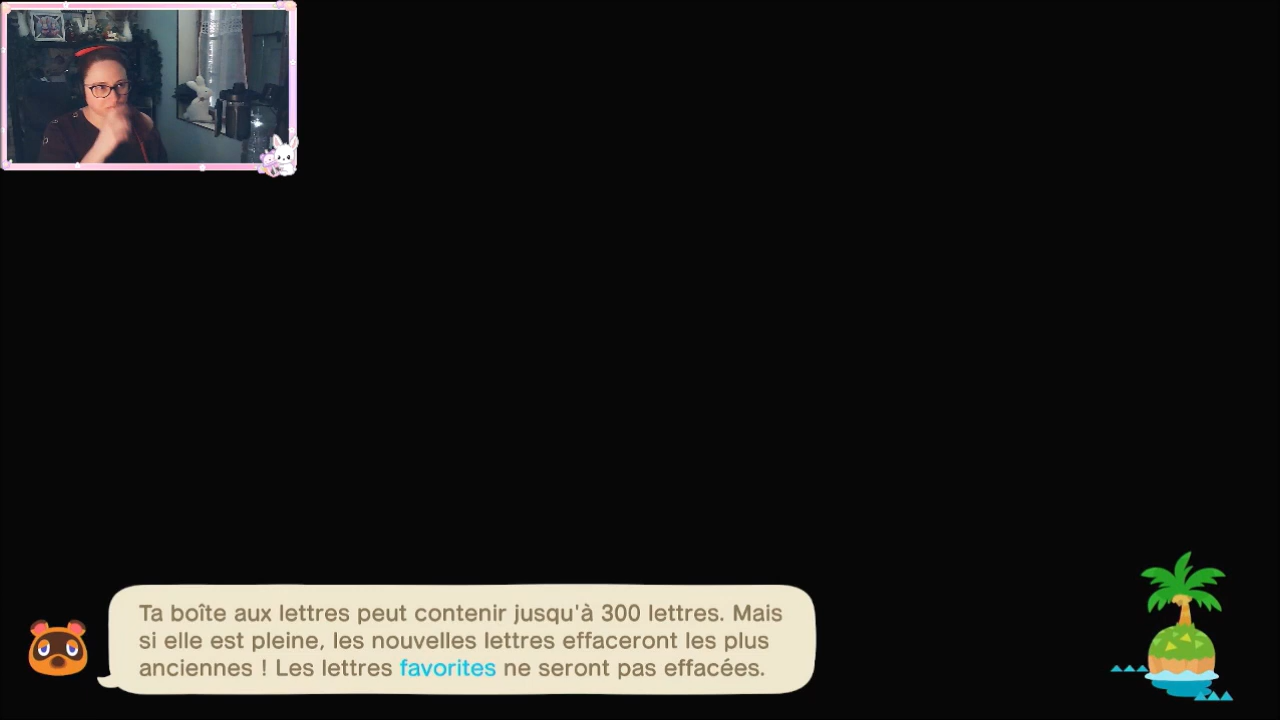 Ta boîte aux lettres peut contenir jusqu'à 300 lettres. Mais
si elle est pleine, les nouvelles lettres effaceront les plus
anciennes ! Les lettres favorites ne seront pas effacées.